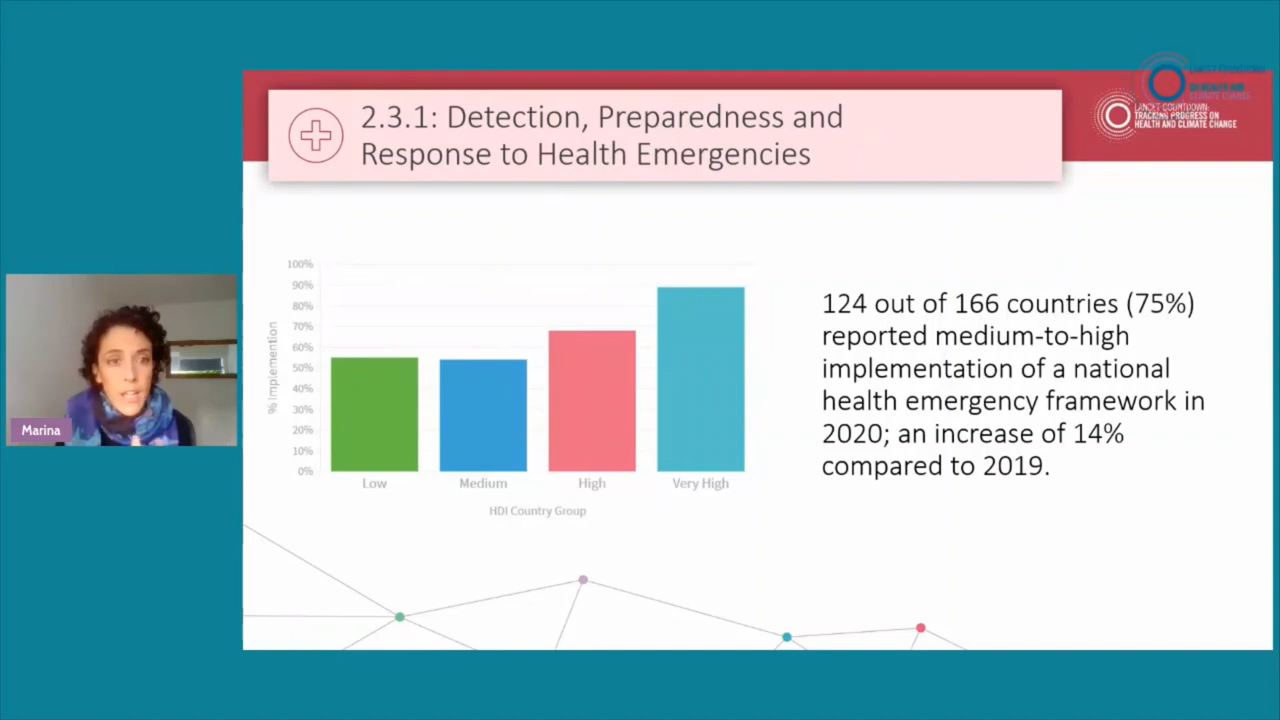 2.3.1: Detection, Preparedness and
Response to Health Emergencies
LANCET COUNTDOWN:
TRACKING PROGRESS ON
HEALTH AND CLIMATE CHANGE
100%
90%
80%
70%
60%
50%
40%
30%
20%
10%
0%
% Implemention
Low
Medium
High
Very High
HDI Country Group
124 out of 166 countries (75%)
reported medium-to-high
implementation of a national
health emergency framework in
2020; an increase of 14%
compared to 2019.
Marina